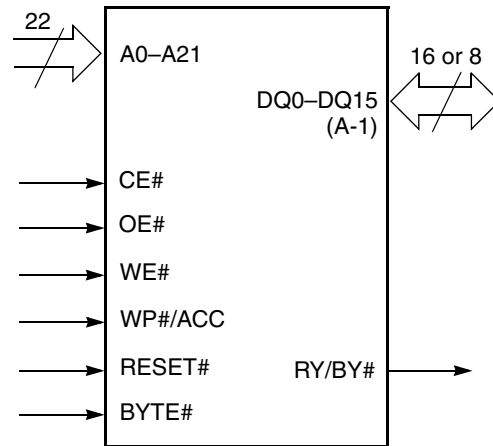 22
A0–A21
16 or 8
DQ0–DQ15
(A-1)
CE#
OE#
WE#
WP#/ACC
RESET#
RY/BY#
BYTE#